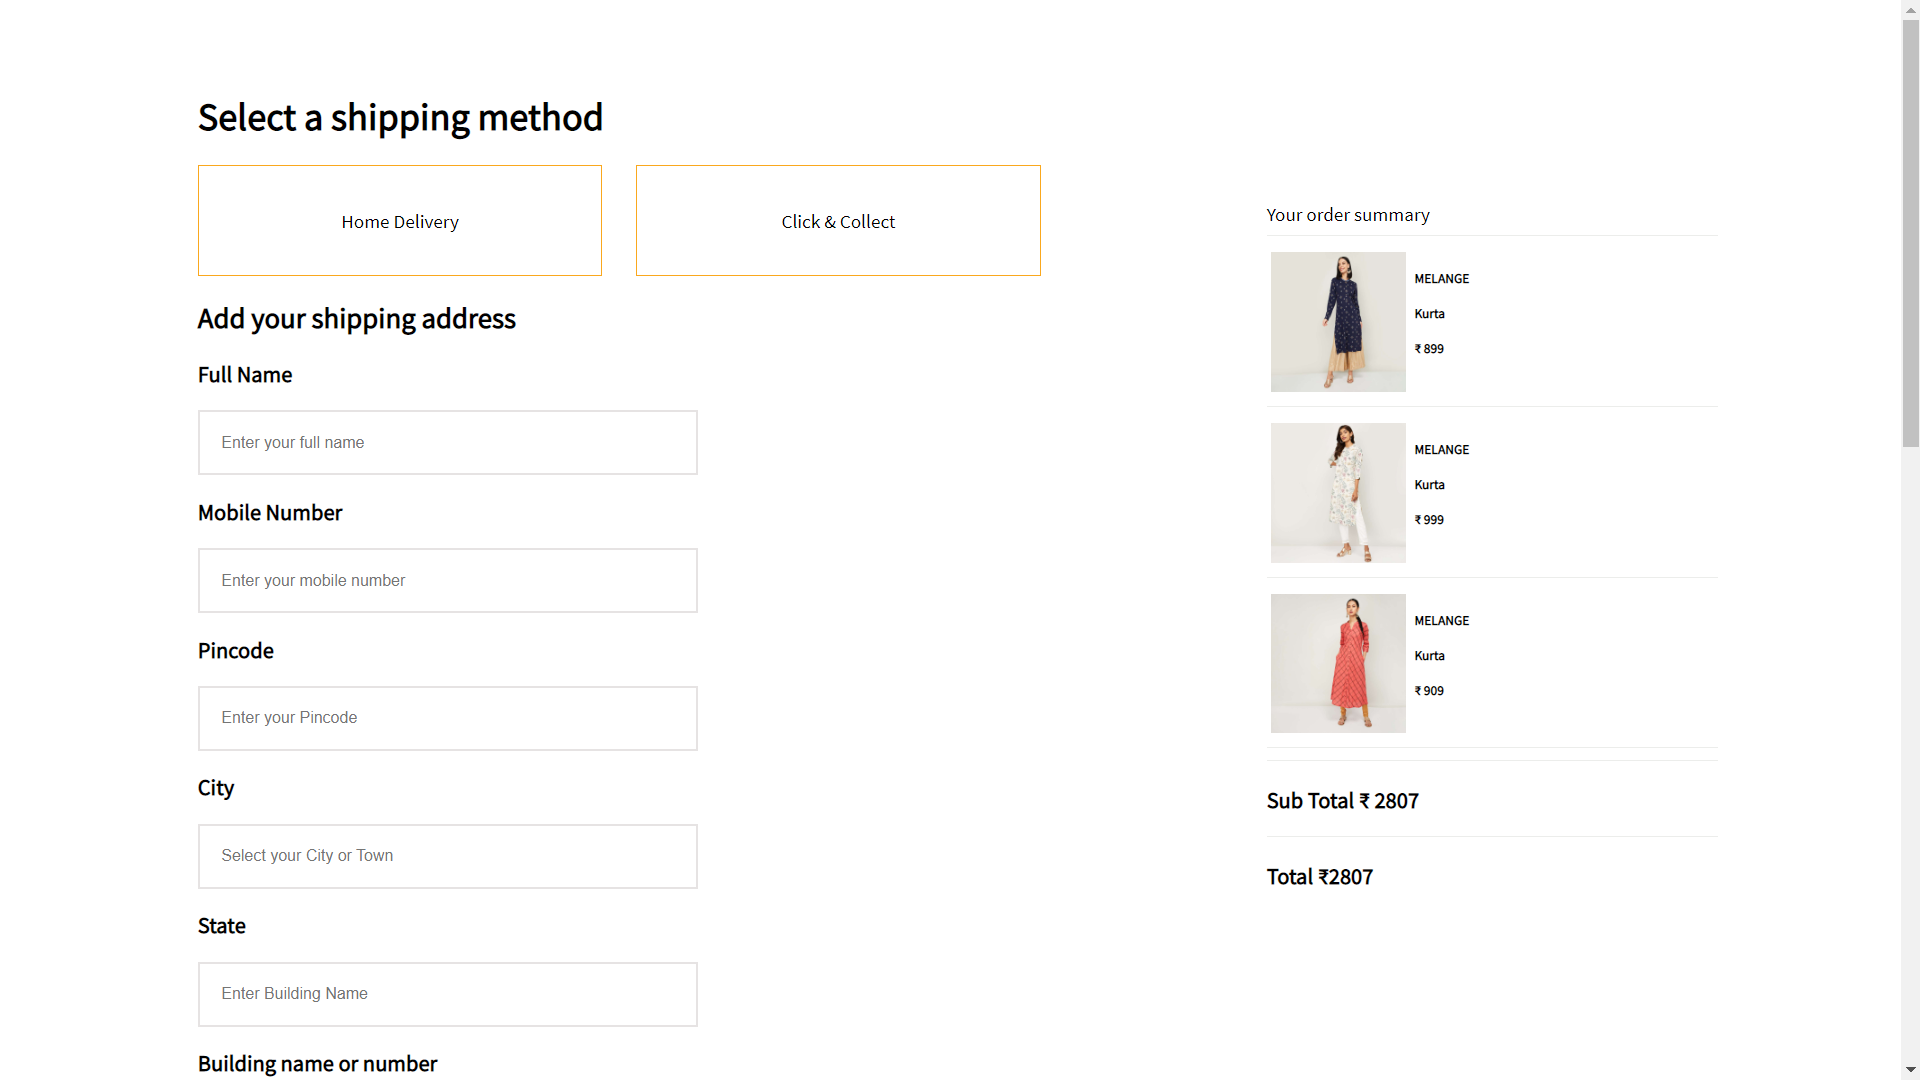 Select a shipping method
Home Delivery
Click & Collect
Add your shipping address
Full Name
Enter your full name
Mobile Number
Enter your mobile number
Pincode
Enter your Pincode
City
Select your City or Town
State
Enter Building Name
Building name or number
Your order summary
MELANGE
Kurta
₹ 899
MELANGE
Kurta
₹ 999
MELANGE
Kurta
₹ 909
Sub Total ₹ 2807
Total ₹2807